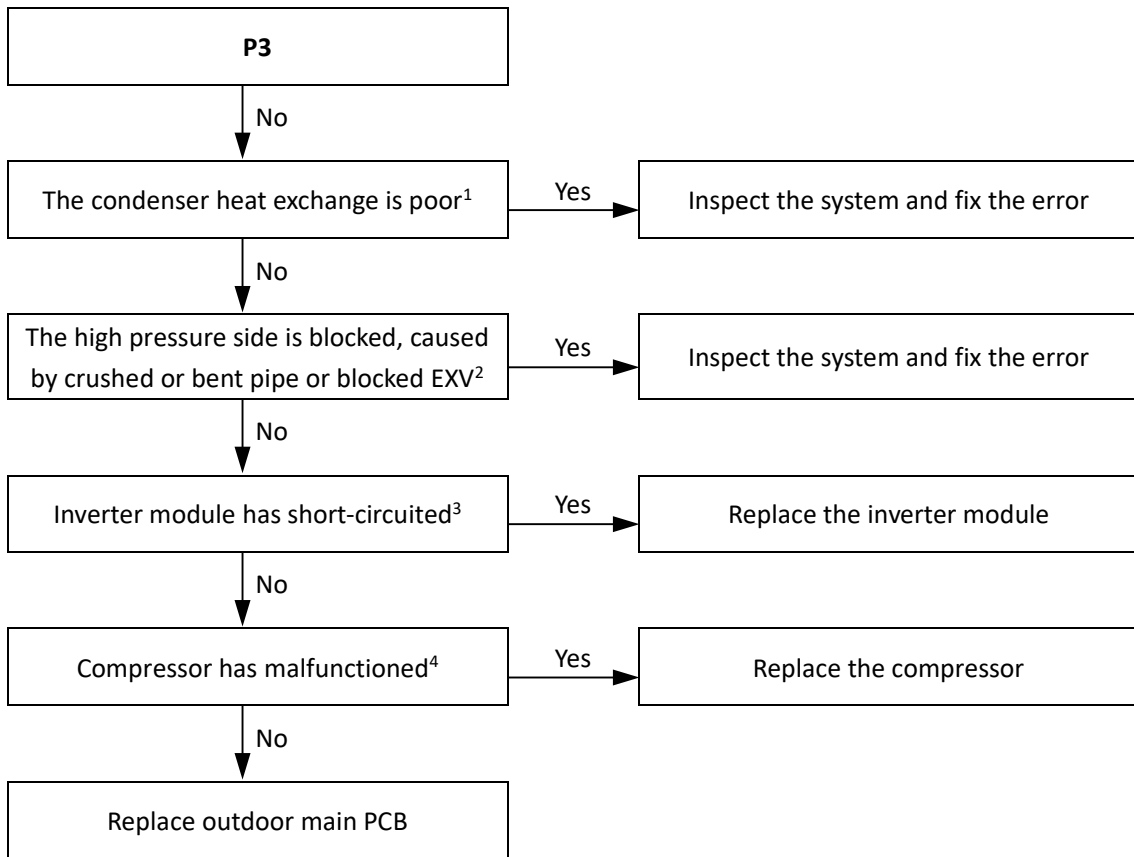 P3
No
The condenser heat exchange is poor¹
Yes
Inspect the system and fix the error
No
The high pressure side is blocked, caused
by crushed or bent pipe or blocked EXV²
Yes
Inspect the system and fix the error
No
Inverter module has short-circuited³
Yes
Replace the inverter module
No
Compressor has malfunctioned⁴
Yes
Replace the compressor
No
Replace outdoor main PCB